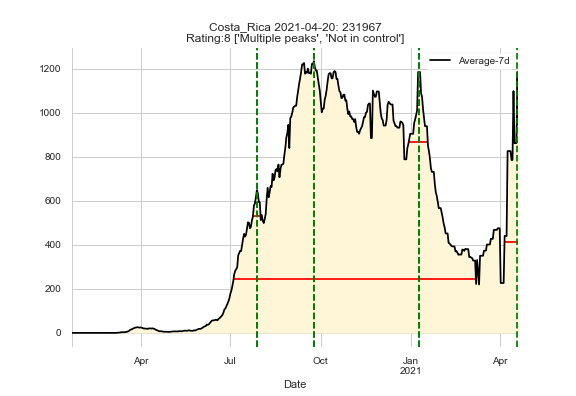 Costa_Rica 2021-04-20: 231967
Rating:8 ['Multiple peaks', 'Not in control']
Average-7d
1200
1000
800
600
400
200
0
Apr
Jul
Oct
Jan
2021
Apr
Date